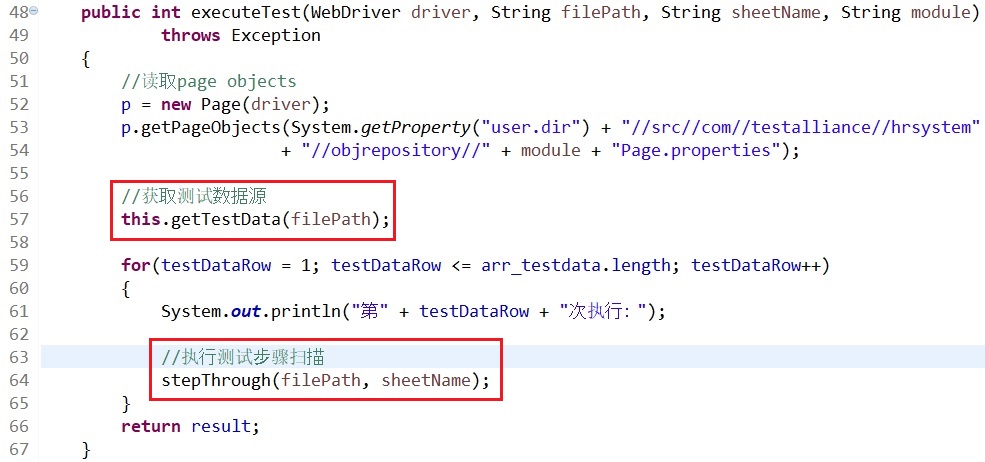 48 public int executeTest(WebDriver driver, String filePath, String sheetName, String module)
49 throws Exception
50 {
51 //读取page objects
52 p = new Page(driver);
53 p.getPageObjects(System.getProperty("user.dir") + "//src//com//testalliance//hrsystem"
54 + "//objrepository//" + module + "Page.properties");
55
56 //获取测试数据源
57 this.getTestData(filePath);
58
59 for(testDataRow = 1; testDataRow <= arr_testdata.length; testDataRow++)
60 {
61 System.out.println("第" + testDataRow + "次执行: ");
62
63 //执行测试步骤扫描
64 stepThrough(filePath, sheetName);
65 }
66 return result;
67 }